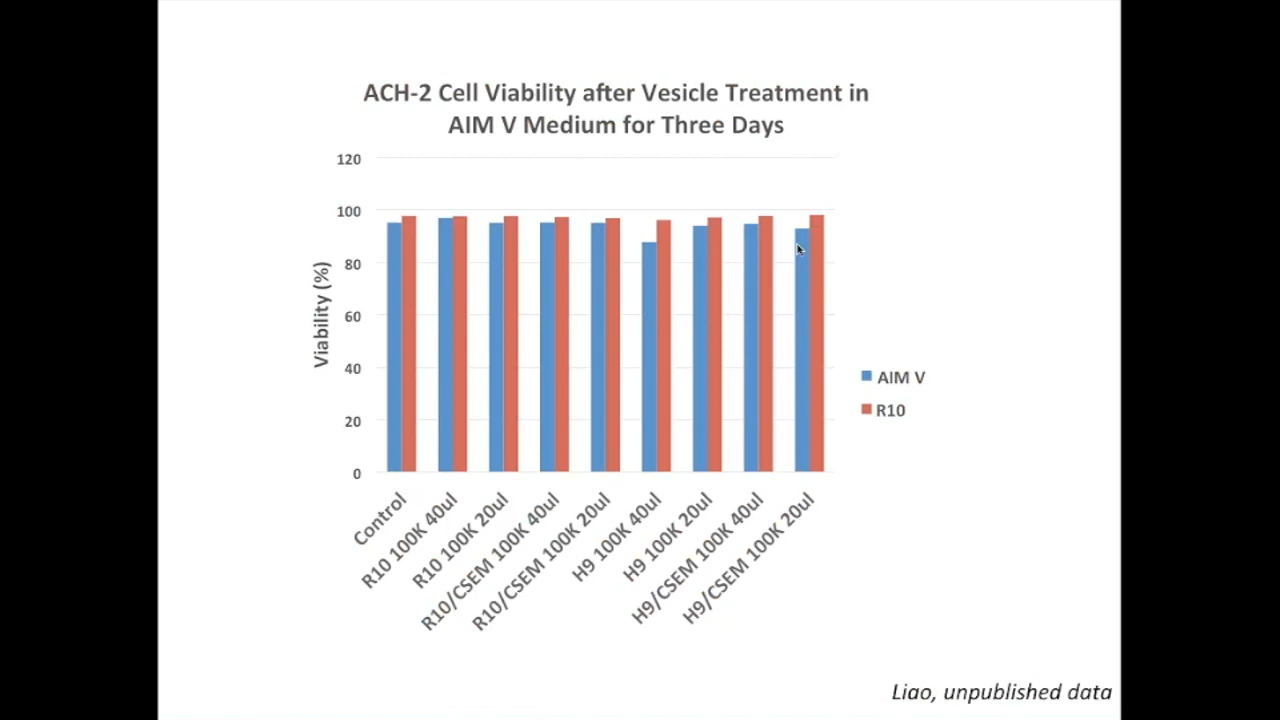 ACH-2 Cell Viability after Vesicle Treatment in
AIM V Medium for Three Days
120
100
80
60
40
20
0
Viability (%)
Control
R10 100K 40ul
R10 100K 20ul
R10/CSEM 100K 40ul
R10/CSEM 100K 20ul
H9 100K 40ul
H9 100K 20ul
H9/CSEM 100K 40ul
H9/CSEM 100K 20ul
AIM V
R10
Liao, unpublished data